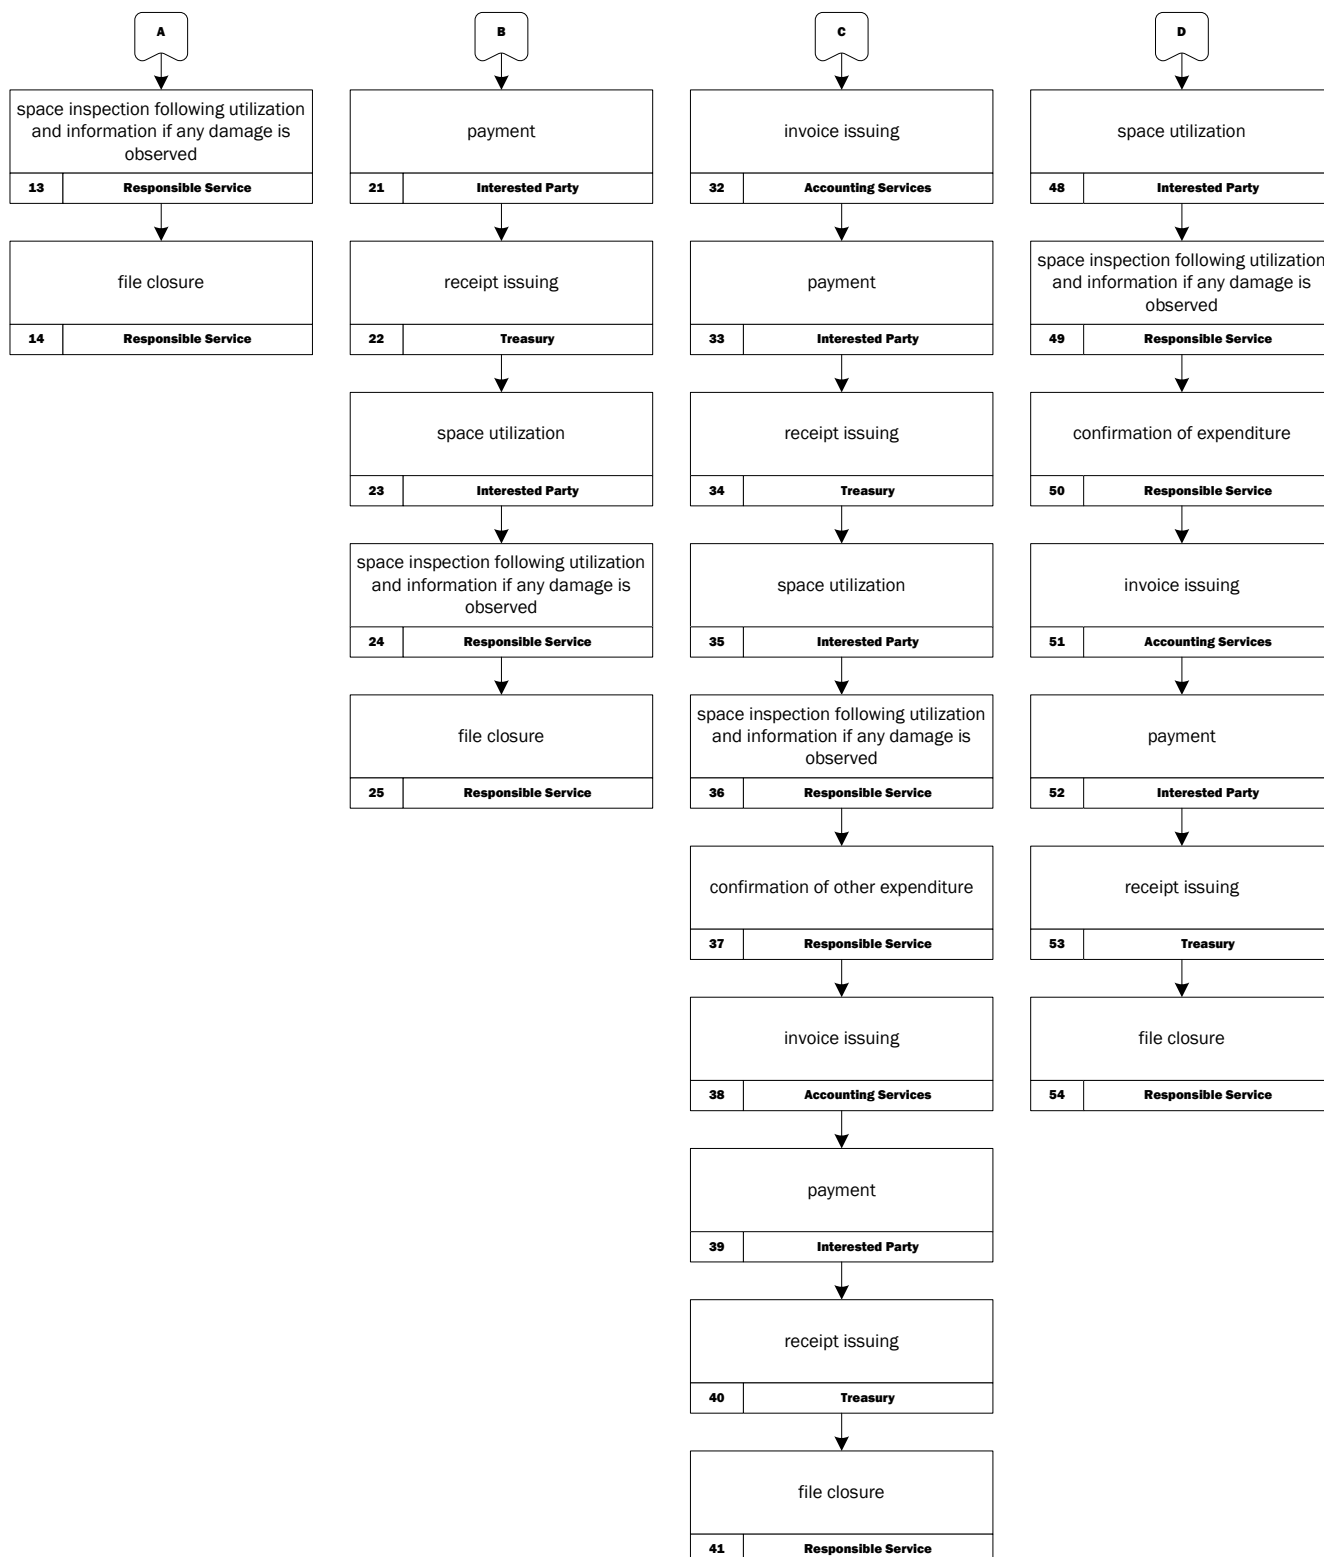 A
space inspection following utilization
and information if any damage is
observed
13 Responsible Service
file closure
14 Responsible Service
B
payment
21 Interested Party
receipt issuing
22 Treasury
space utilization
23 Interested Party
space inspection following utilization
and information if any damage is
observed
24 Responsible Service
file closure
25 Responsible Service
C
invoice issuing
32 Accounting Services
payment
33 Interested Party
receipt issuing
34 Treasury
space utilization
35 Interested Party
space inspection following utilization
and information if any damage is
observed
36 Responsible Service
confirmation of other expenditure
37 Responsible Service
invoice issuing
38 Accounting Services
payment
39 Interested Party
receipt issuing
40 Treasury
file closure
41 Responsible Service
D
space utilization
48 Interested Party
space inspection following utilization
and information if any damage is
observed
49 Responsible Service
confirmation of expenditure
50 Responsible Service
invoice issuing
51 Accounting Services
payment
52 Interested Party
receipt issuing
53 Treasury
file closure
54 Responsible Service